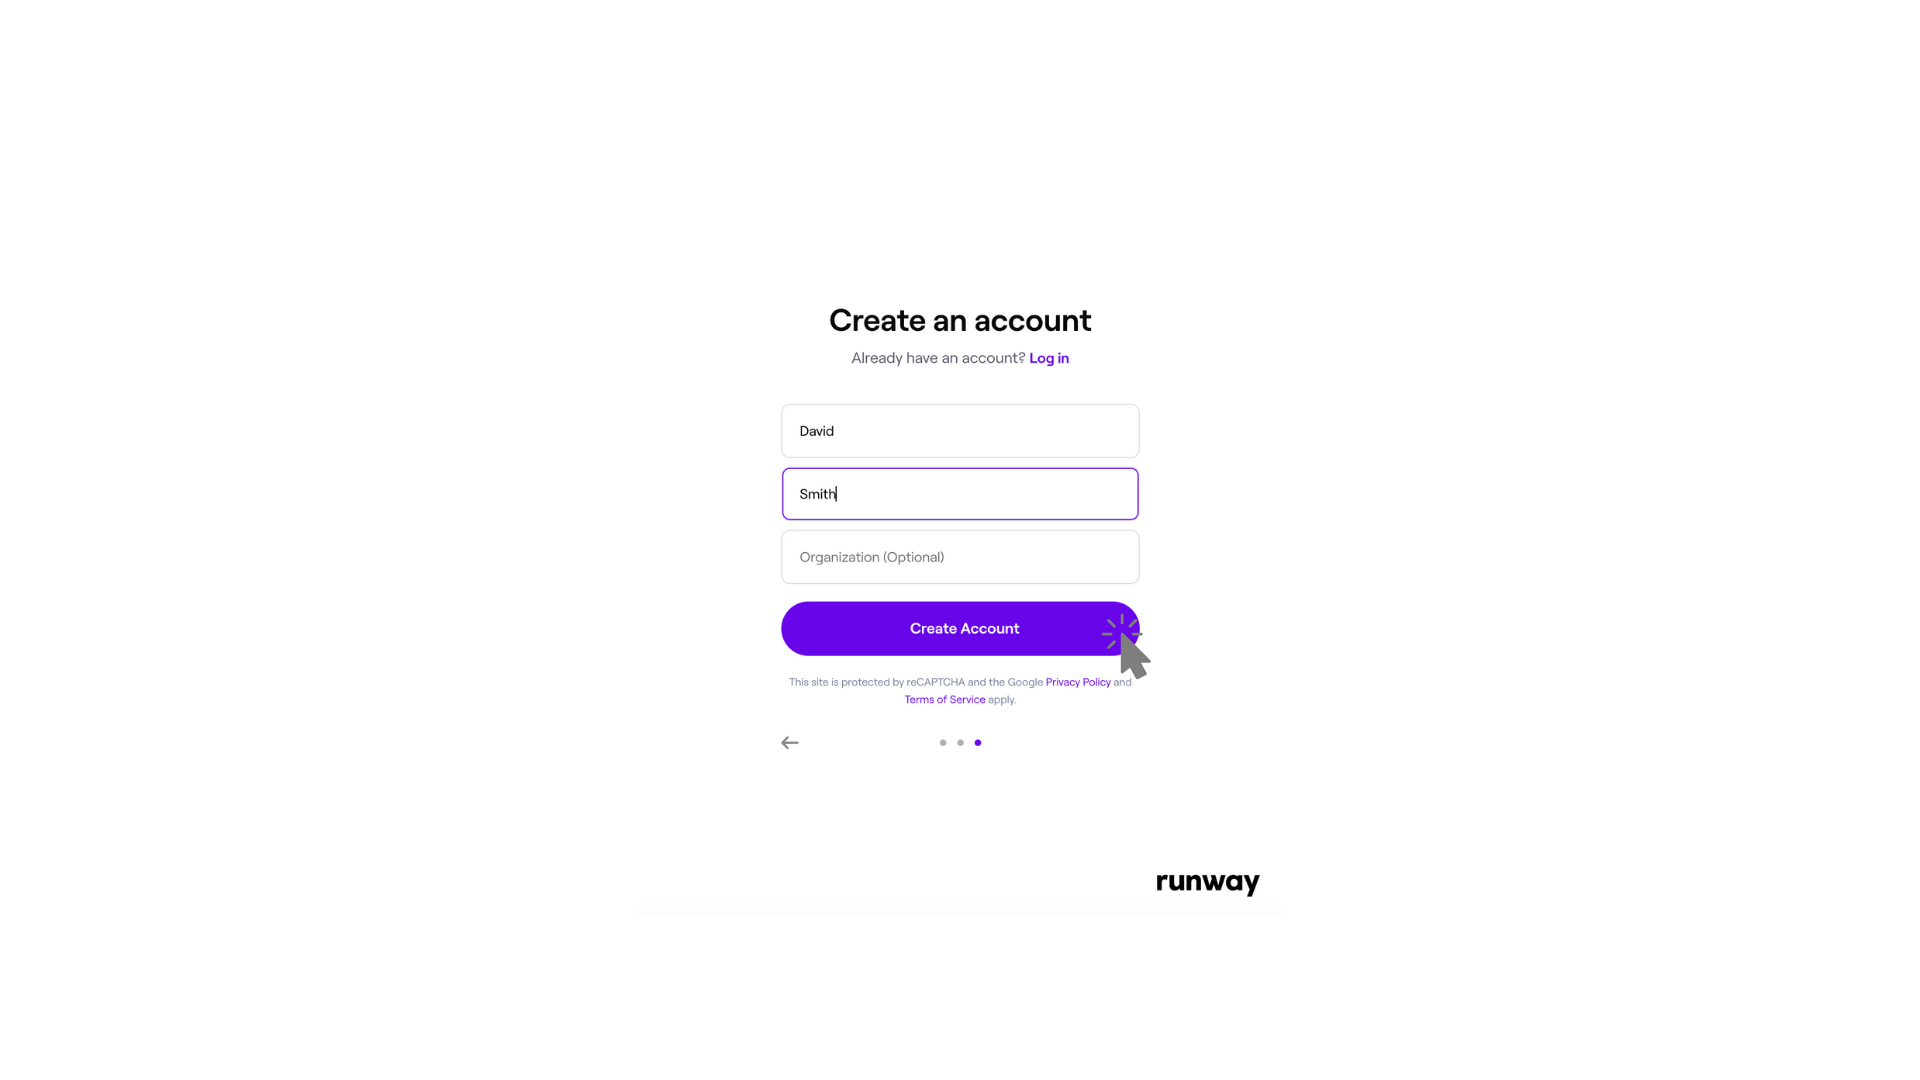 Create an account
Already have an account? Log in
David
Smith
Organization (Optional)
Create Account
This site is protected by reCAPTCHA and the Google Privacy Policy and
Terms of Service apply.
runway